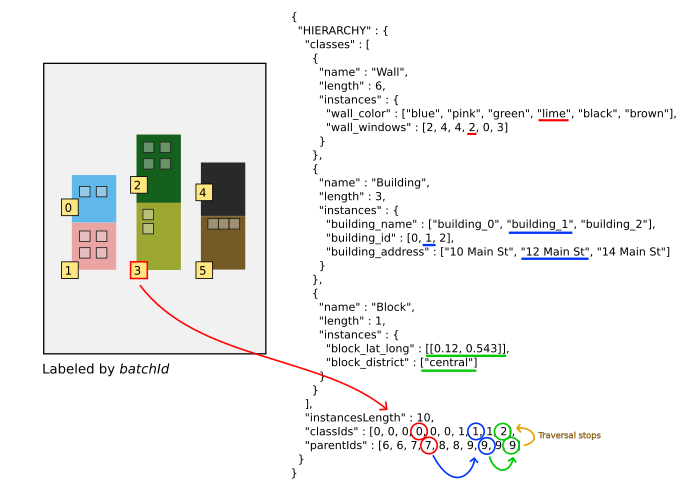 0
1
2
3
4
5
Labeled by batchId
{
"HIERARCHY" : {
"classes" : [
{
"name" : "Wall",
"length" : 6,
"instances" : {
"wall_color" : ["blue", "pink", "green", "lime", "black", "brown"],
"wall_windows" : [2, 4, 4, 2, 0, 3]
}
},
{
"name" : "Building",
"length" : 3,
"instances" : {
"building_name" : ["building_0", "building_1", "building_2"],
"building_id" : [0, 1, 2],
"building_address" : ["10 Main St", "12 Main St", "14 Main St"]
}
},
{
"name" : "Block",
"length" : 1,
"instances" : {
"block_lat_long" : [[0.12, 0.543]],
"block_district" : ["central"]
}
}
],
"instancesLength" : 10,
"classIds" : [0, 0, 0, 0, 0, 0, 1, 1, 1, 2],
"parentIds" : [6, 6, 7, 7, 8, 8, 9, 9, 9, 9]
}
}
Traversal stops